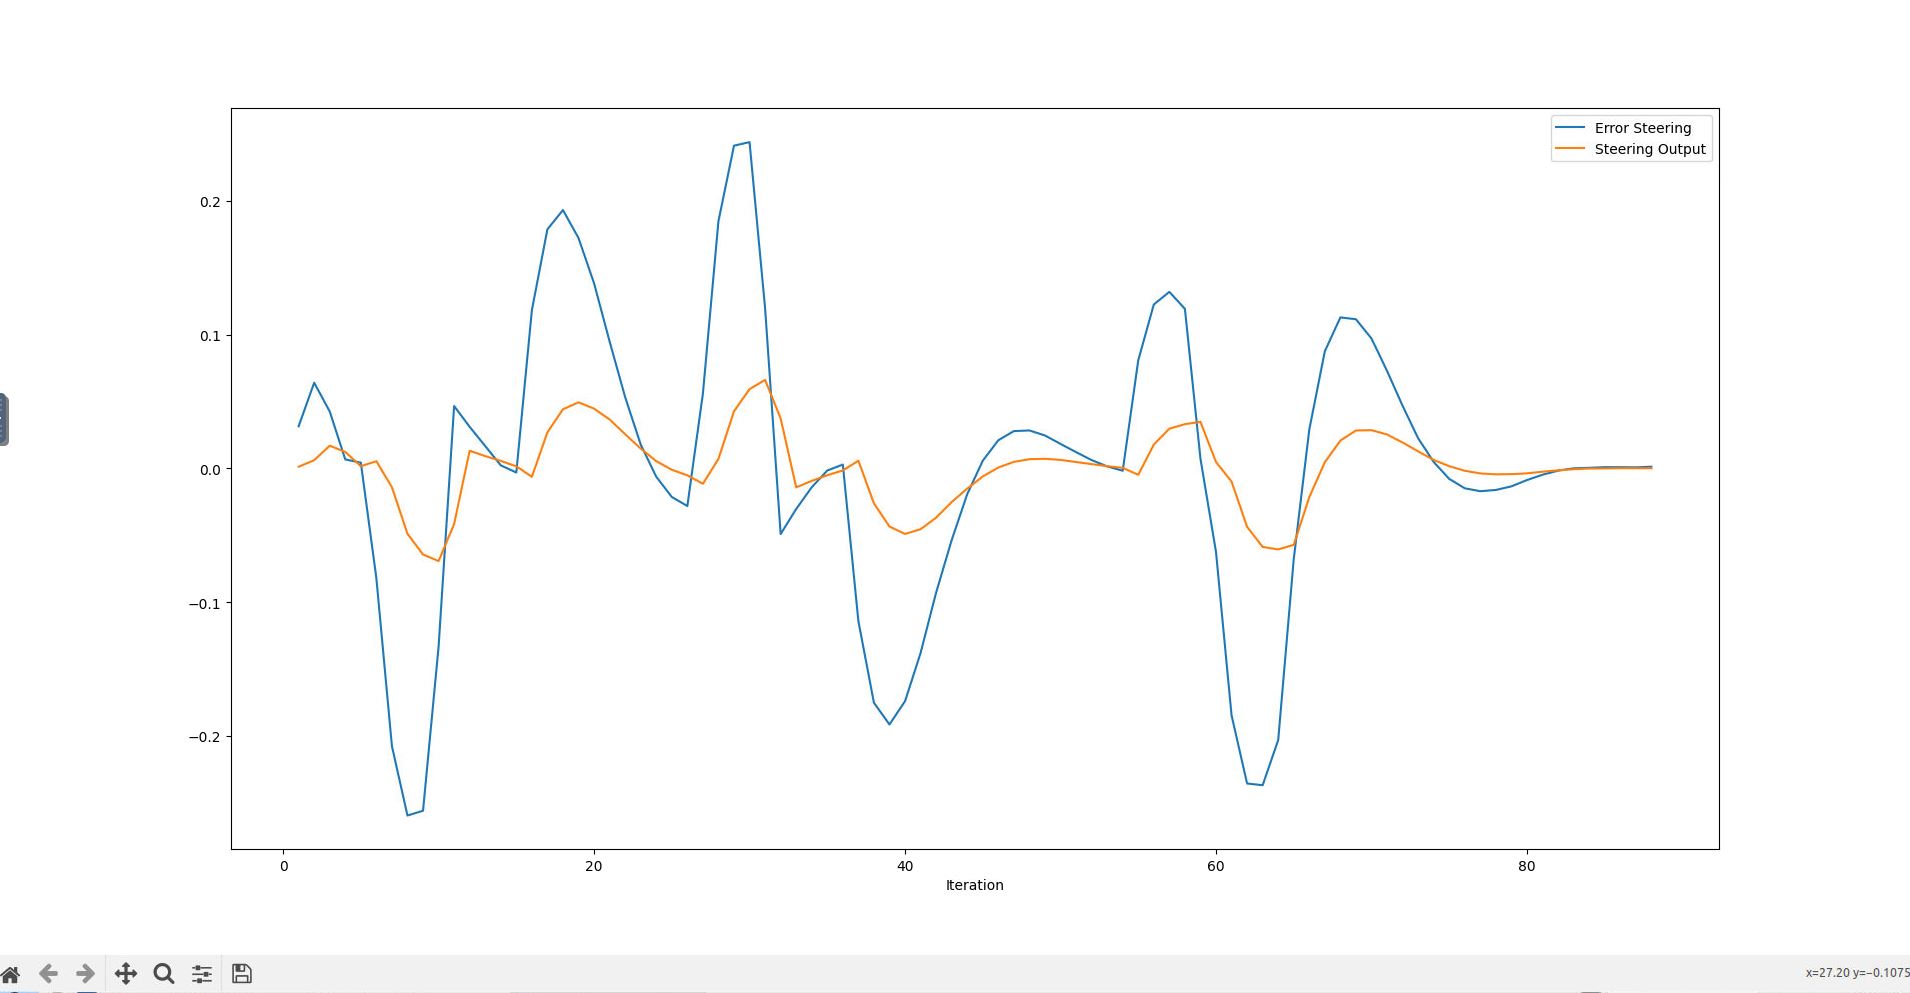 Error Steering
Steering Output
0.2
0.1
0.0
−0.1
−0.2
0 20 40 60 80
Iteration
x=27.20 y=−0.1075